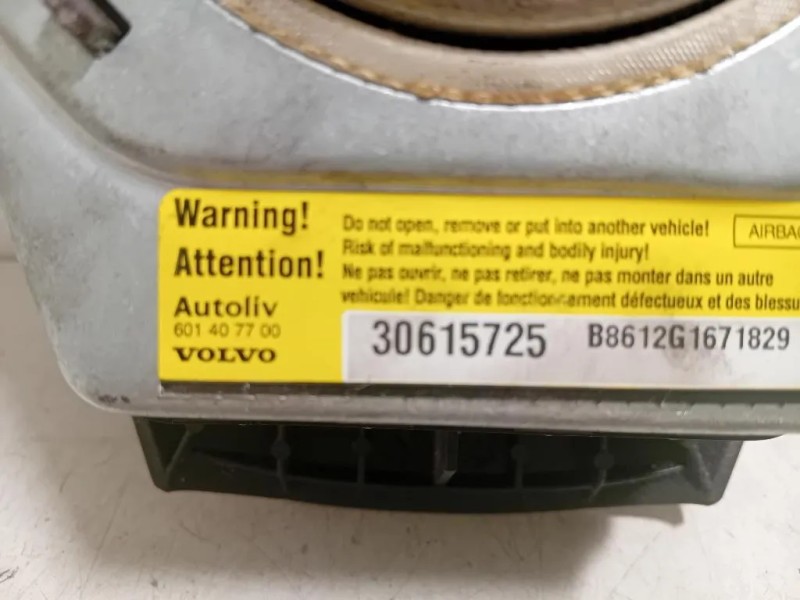 Warning!
Attention!
Do not open, remove or put into another vehicle!
Risk of malfunctioning and bodily injury!
Ne pas ouvrir, ne pas retirer, ne pas monter dans un autre
vehicule! Danger de fonctionnement défectueux et des blessu
AIRBAG
Autoliv
601 40 77 00
VOLVO
30615725
B8612G1671829